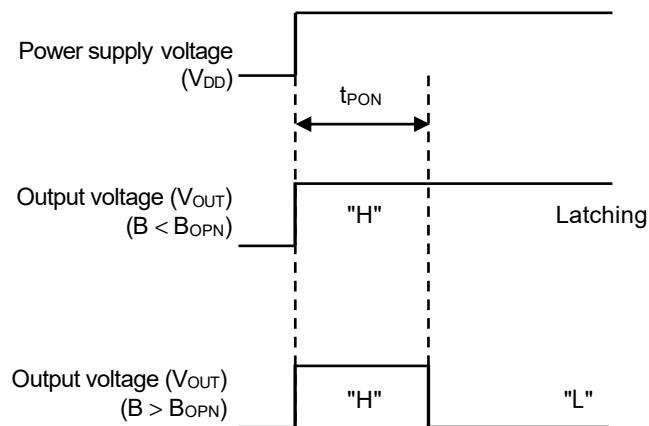 Power supply voltage
(VDD)
tPON
Output voltage (VOUT)
(B < BOPN)
"H"
Latching
Output voltage (VOUT)
(B > BOPN)
"H"
"L"